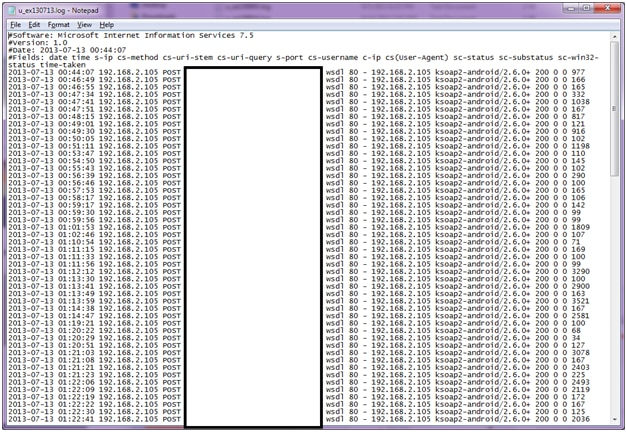 u_ex130713.log - Notepad
File Edit Format View Help
#Software: Microsoft Internet Information Services 7.5
#Version: 1.0
#Date: 2013-07-13 00:44:07
#Fields: date time s-ip cs-method cs-uri-stem cs-uri-query s-port cs-username c-ip cs(User-Agent) sc-status sc-substatus sc-win32-
status time-taken
2013-07-13 00:44:07 192.168.2.105 POST wsdl 80 - 192.168.2.105 ksoap2-android/2.6.0+ 200 0 0 977
2013-07-13 00:46:49 192.168.2.105 POST wsdl 80 - 192.168.2.105 ksoap2-android/2.6.0+ 200 0 0 166
2013-07-13 00:46:55 192.168.2.105 POST wsdl 80 - 192.168.2.105 ksoap2-android/2.6.0+ 200 0 0 165
2013-07-13 00:47:34 192.168.2.105 POST wsdl 80 - 192.168.2.105 ksoap2-android/2.6.0+ 200 0 0 332
2013-07-13 00:47:41 192.168.2.105 POST wsdl 80 - 192.168.2.105 ksoap2-android/2.6.0+ 200 0 0 1038
2013-07-13 00:47:51 192.168.2.105 POST wsdl 80 - 192.168.2.105 ksoap2-android/2.6.0+ 200 0 0 167
2013-07-13 00:48:15 192.168.2.105 POST wsdl 80 - 192.168.2.105 ksoap2-android/2.6.0+ 200 0 0 817
2013-07-13 00:49:01 192.168.2.105 POST wsdl 80 - 192.168.2.105 ksoap2-android/2.6.0+ 200 0 0 121
2013-07-13 00:49:30 192.168.2.105 POST wsdl 80 - 192.168.2.105 ksoap2-android/2.6.0+ 200 0 0 916
2013-07-13 00:50:05 192.168.2.105 POST wsdl 80 - 192.168.2.105 ksoap2-android/2.6.0+ 200 0 0 102
2013-07-13 00:51:11 192.168.2.105 POST wsdl 80 - 192.168.2.105 ksoap2-android/2.6.0+ 200 0 0 1198
2013-07-13 00:53:47 192.168.2.105 POST wsdl 80 - 192.168.2.105 ksoap2-android/2.6.0+ 200 0 0 110
2013-07-13 00:54:50 192.168.2.105 POST wsdl 80 - 192.168.2.105 ksoap2-android/2.6.0+ 200 0 0 145
2013-07-13 00:55:43 192.168.2.105 POST wsdl 80 - 192.168.2.105 ksoap2-android/2.6.0+ 200 0 0 102
2013-07-13 00:56:39 192.168.2.105 POST wsdl 80 - 192.168.2.105 ksoap2-android/2.6.0+ 200 0 0 290
2013-07-13 00:56:46 192.168.2.105 POST wsdl 80 - 192.168.2.105 ksoap2-android/2.6.0+ 200 0 0 100
2013-07-13 00:57:53 192.168.2.105 POST wsdl 80 - 192.168.2.105 ksoap2-android/2.6.0+ 200 0 0 165
2013-07-13 00:58:17 192.168.2.105 POST wsdl 80 - 192.168.2.105 ksoap2-android/2.6.0+ 200 0 0 106
2013-07-13 00:59:17 192.168.2.105 POST wsdl 80 - 192.168.2.105 ksoap2-android/2.6.0+ 200 0 0 142
2013-07-13 00:59:30 192.168.2.105 POST wsdl 80 - 192.168.2.105 ksoap2-android/2.6.0+ 200 0 0 99
2013-07-13 00:59:56 192.168.2.105 POST wsdl 80 - 192.168.2.105 ksoap2-android/2.6.0+ 200 0 0 99
2013-07-13 01:01:53 192.168.2.105 POST wsdl 80 - 192.168.2.105 ksoap2-android/2.6.0+ 200 0 0 1809
2013-07-13 01:02:46 192.168.2.105 POST wsdl 80 - 192.168.2.105 ksoap2-android/2.6.0+ 200 0 0 107
2013-07-13 01:10:54 192.168.2.105 POST wsdl 80 - 192.168.2.105 ksoap2-android/2.6.0+ 200 0 0 71
2013-07-13 01:11:15 192.168.2.105 POST wsdl 80 - 192.168.2.105 ksoap2-android/2.6.0+ 200 0 0 169
2013-07-13 01:11:33 192.168.2.105 POST wsdl 80 - 192.168.2.105 ksoap2-android/2.6.0+ 200 0 0 100
2013-07-13 01:11:56 192.168.2.105 POST wsdl 80 - 192.168.2.105 ksoap2-android/2.6.0+ 200 0 0 99
2013-07-13 01:12:12 192.168.2.105 POST wsdl 80 - 192.168.2.105 ksoap2-android/2.6.0+ 200 0 0 3290
2013-07-13 01:13:30 192.168.2.105 POST wsdl 80 - 192.168.2.105 ksoap2-android/2.6.0+ 200 0 0 100
2013-07-13 01:13:41 192.168.2.105 POST wsdl 80 - 192.168.2.105 ksoap2-android/2.6.0+ 200 0 0 2900
2013-07-13 01:13:49 192.168.2.105 POST wsdl 80 - 192.168.2.105 ksoap2-android/2.6.0+ 200 0 0 163
2013-07-13 01:13:59 192.168.2.105 POST wsdl 80 - 192.168.2.105 ksoap2-android/2.6.0+ 200 0 0 3521
2013-07-13 01:14:38 192.168.2.105 POST wsdl 80 - 192.168.2.105 ksoap2-android/2.6.0+ 200 0 0 167
2013-07-13 01:14:47 192.168.2.105 POST wsdl 80 - 192.168.2.105 ksoap2-android/2.6.0+ 200 0 0 2581
2013-07-13 01:19:21 192.168.2.105 POST wsdl 80 - 192.168.2.105 ksoap2-android/2.6.0+ 200 0 0 100
2013-07-13 01:20:22 192.168.2.105 POST wsdl 80 - 192.168.2.105 ksoap2-android/2.6.0+ 200 0 0 68
2013-07-13 01:20:29 192.168.2.105 POST wsdl 80 - 192.168.2.105 ksoap2-android/2.6.0+ 200 0 0 34
2013-07-13 01:20:51 192.168.2.105 POST wsdl 80 - 192.168.2.105 ksoap2-android/2.6.0+ 200 0 0 127
2013-07-13 01:21:03 192.168.2.105 POST wsdl 80 - 192.168.2.105 ksoap2-android/2.6.0+ 200 0 0 3078
2013-07-13 01:21:08 192.168.2.105 POST wsdl 80 - 192.168.2.105 ksoap2-android/2.6.0+ 200 0 0 167
2013-07-13 01:21:21 192.168.2.105 POST wsdl 80 - 192.168.2.105 ksoap2-android/2.6.0+ 200 0 0 2403
2013-07-13 01:21:23 192.168.2.105 POST wsdl 80 - 192.168.2.105 ksoap2-android/2.6.0+ 200 0 0 225
2013-07-13 01:22:06 192.168.2.105 POST wsdl 80 - 192.168.2.105 ksoap2-android/2.6.0+ 200 0 0 2493
2013-07-13 01:22:09 192.168.2.105 POST wsdl 80 - 192.168.2.105 ksoap2-android/2.6.0+ 200 0 0 2119
2013-07-13 01:22:19 192.168.2.105 POST wsdl 80 - 192.168.2.105 ksoap2-android/2.6.0+ 200 0 0 172
2013-07-13 01:22:22 192.168.2.105 POST wsdl 80 - 192.168.2.105 ksoap2-android/2.6.0+ 200 0 0 167
2013-07-13 01:22:30 192.168.2.105 POST wsdl 80 - 192.168.2.105 ksoap2-android/2.6.0+ 200 0 0 125
2013-07-13 01:22:41 192.168.2.105 POST wsdl 80 - 192.168.2.105 ksoap2-android/2.6.0+ 200 0 0 2036